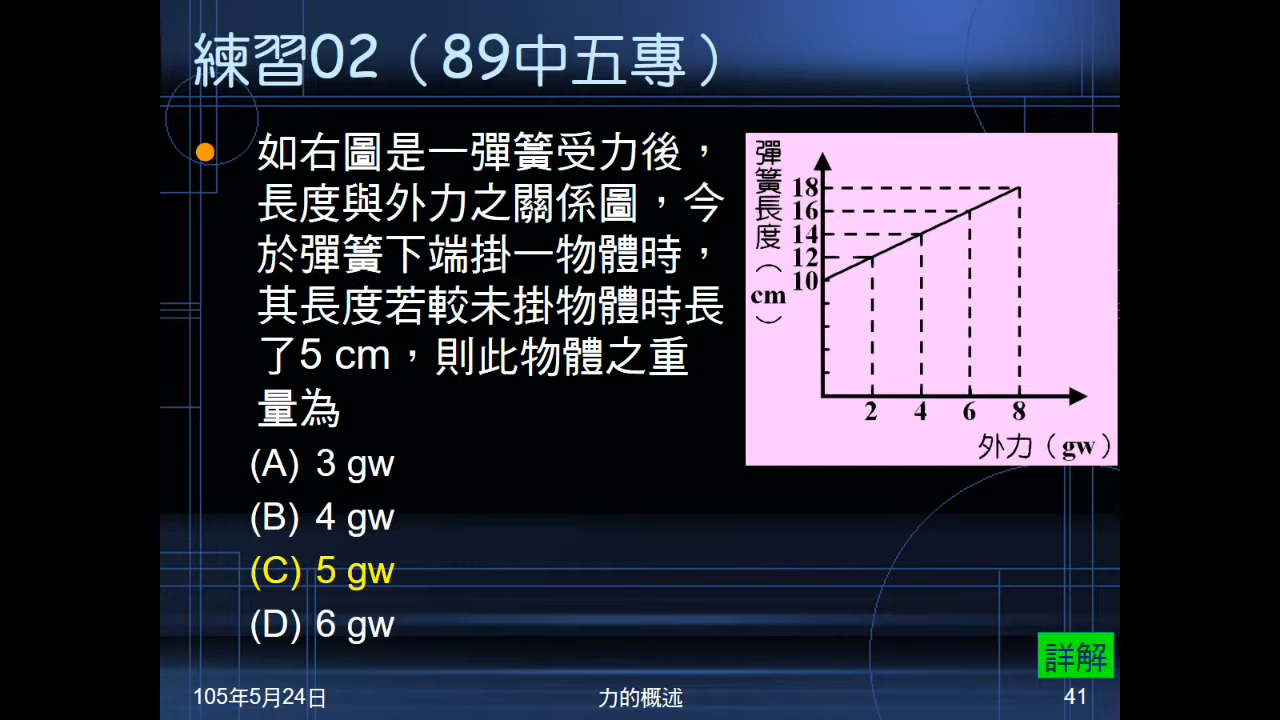 練習02（89中五專）
如右圖是一彈簧受力後，
長度與外力之關係圖，今
於彈簧下端掛一物體時，
其長度若較未掛物體時長
了5 cm，則此物體之重
量為
(A) 3 gw
(B) 4 gw
(C) 5 gw
(D) 6 gw
彈簧長度（cm）
18
16
14
12
10
2 4 6 8
外力（gw）
詳解
105年5月24日 力的概述 41